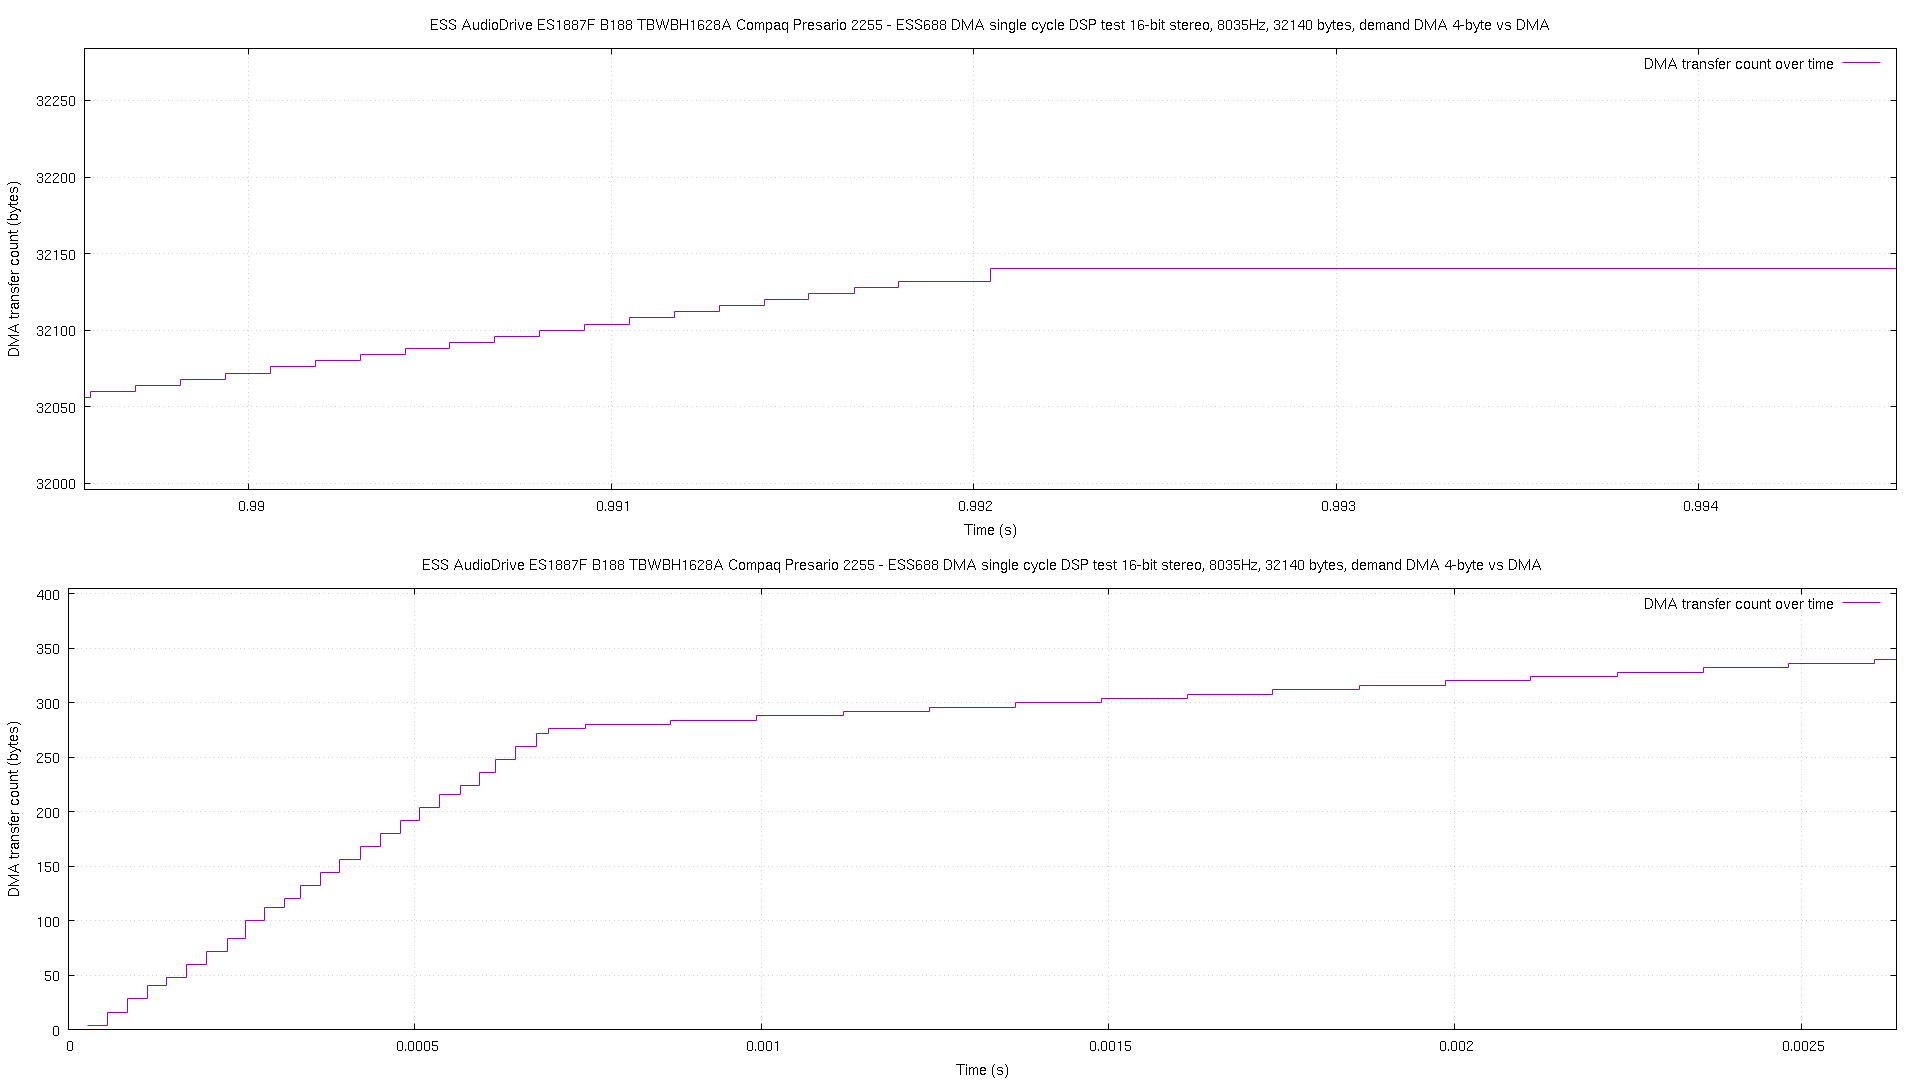 ESS AudioDrive ES1887F B188 TBWBH1628A Compaq Presario 2255 - ESS688 DMA single cycle DSP test 16-bit stereo, 8035Hz, 32140 bytes, demand DMA 4-byte vs DMA
DMA transfer count over time
DMA transfer count (bytes)
32250
32200
32150
32100
32050
32000
0.99 0.991 0.992 0.993 0.994
Time (s)
ESS AudioDrive ES1887F B188 TBWBH1628A Compaq Presario 2255 - ESS688 DMA single cycle DSP test 16-bit stereo, 8035Hz, 32140 bytes, demand DMA 4-byte vs DMA
DMA transfer count over time
DMA transfer count (bytes)
400
350
300
250
200
150
100
50
0
0 0.0005 0.001 0.0015 0.002 0.0025
Time (s)